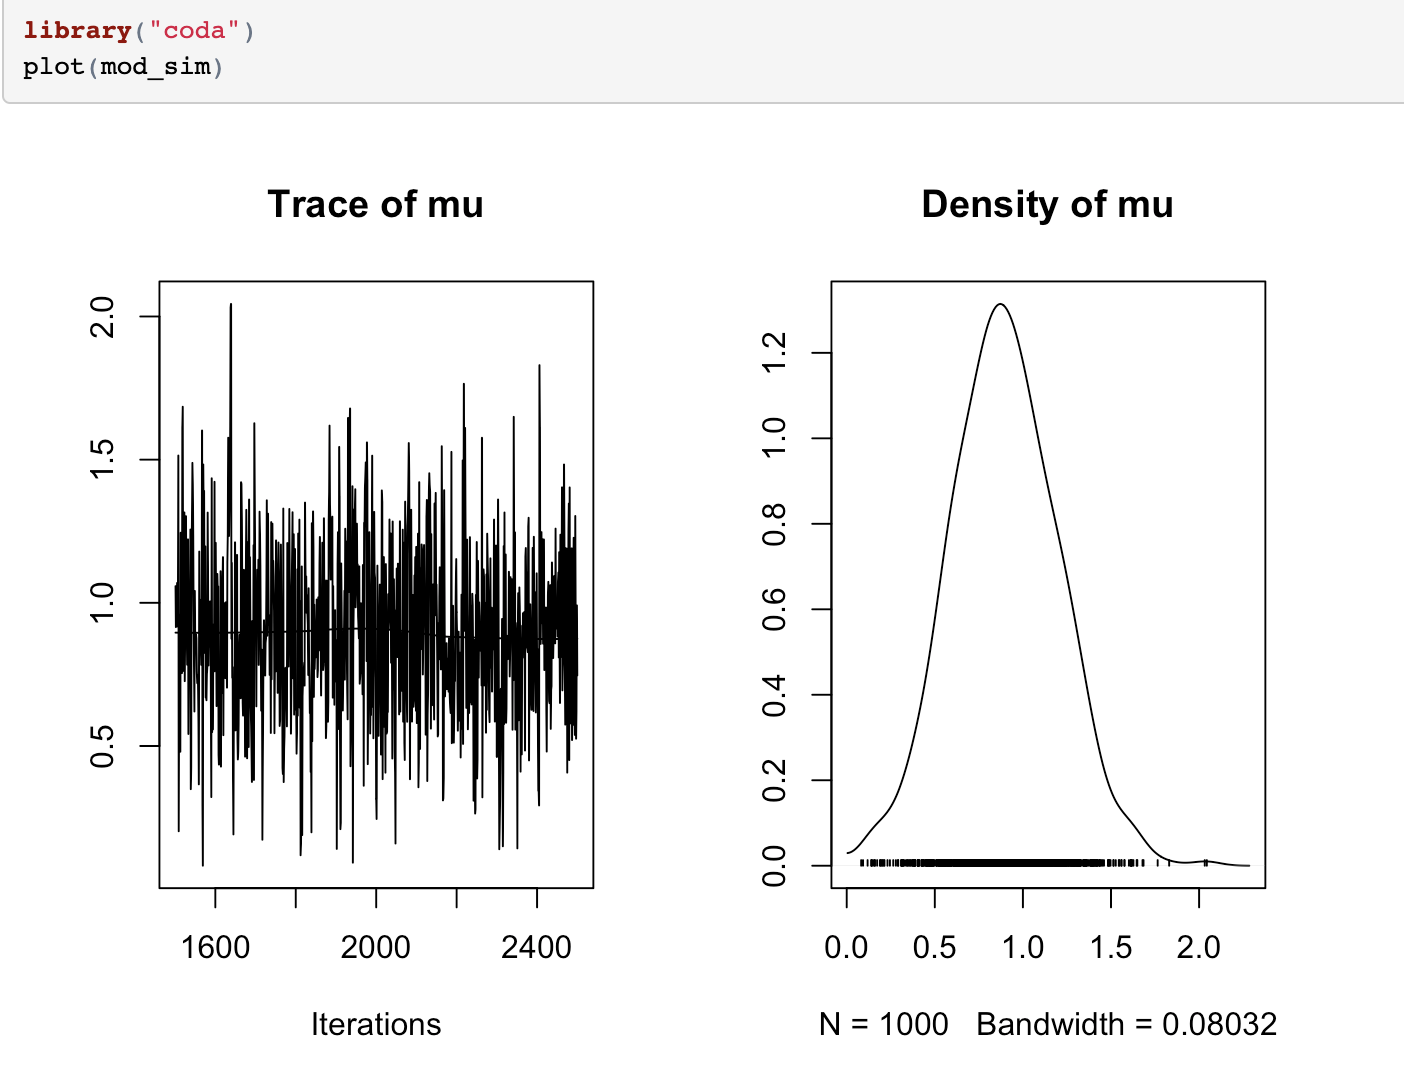 library("coda")
plot(mod_sim)
Trace of mu
Density of mu
2.0
1.5
1.0
0.5
1600 2000 2400
Iterations
1.2
1.0
0.8
0.6
0.4
0.2
0.0
0.0 0.5 1.0 1.5 2.0
N = 1000 Bandwidth = 0.08032